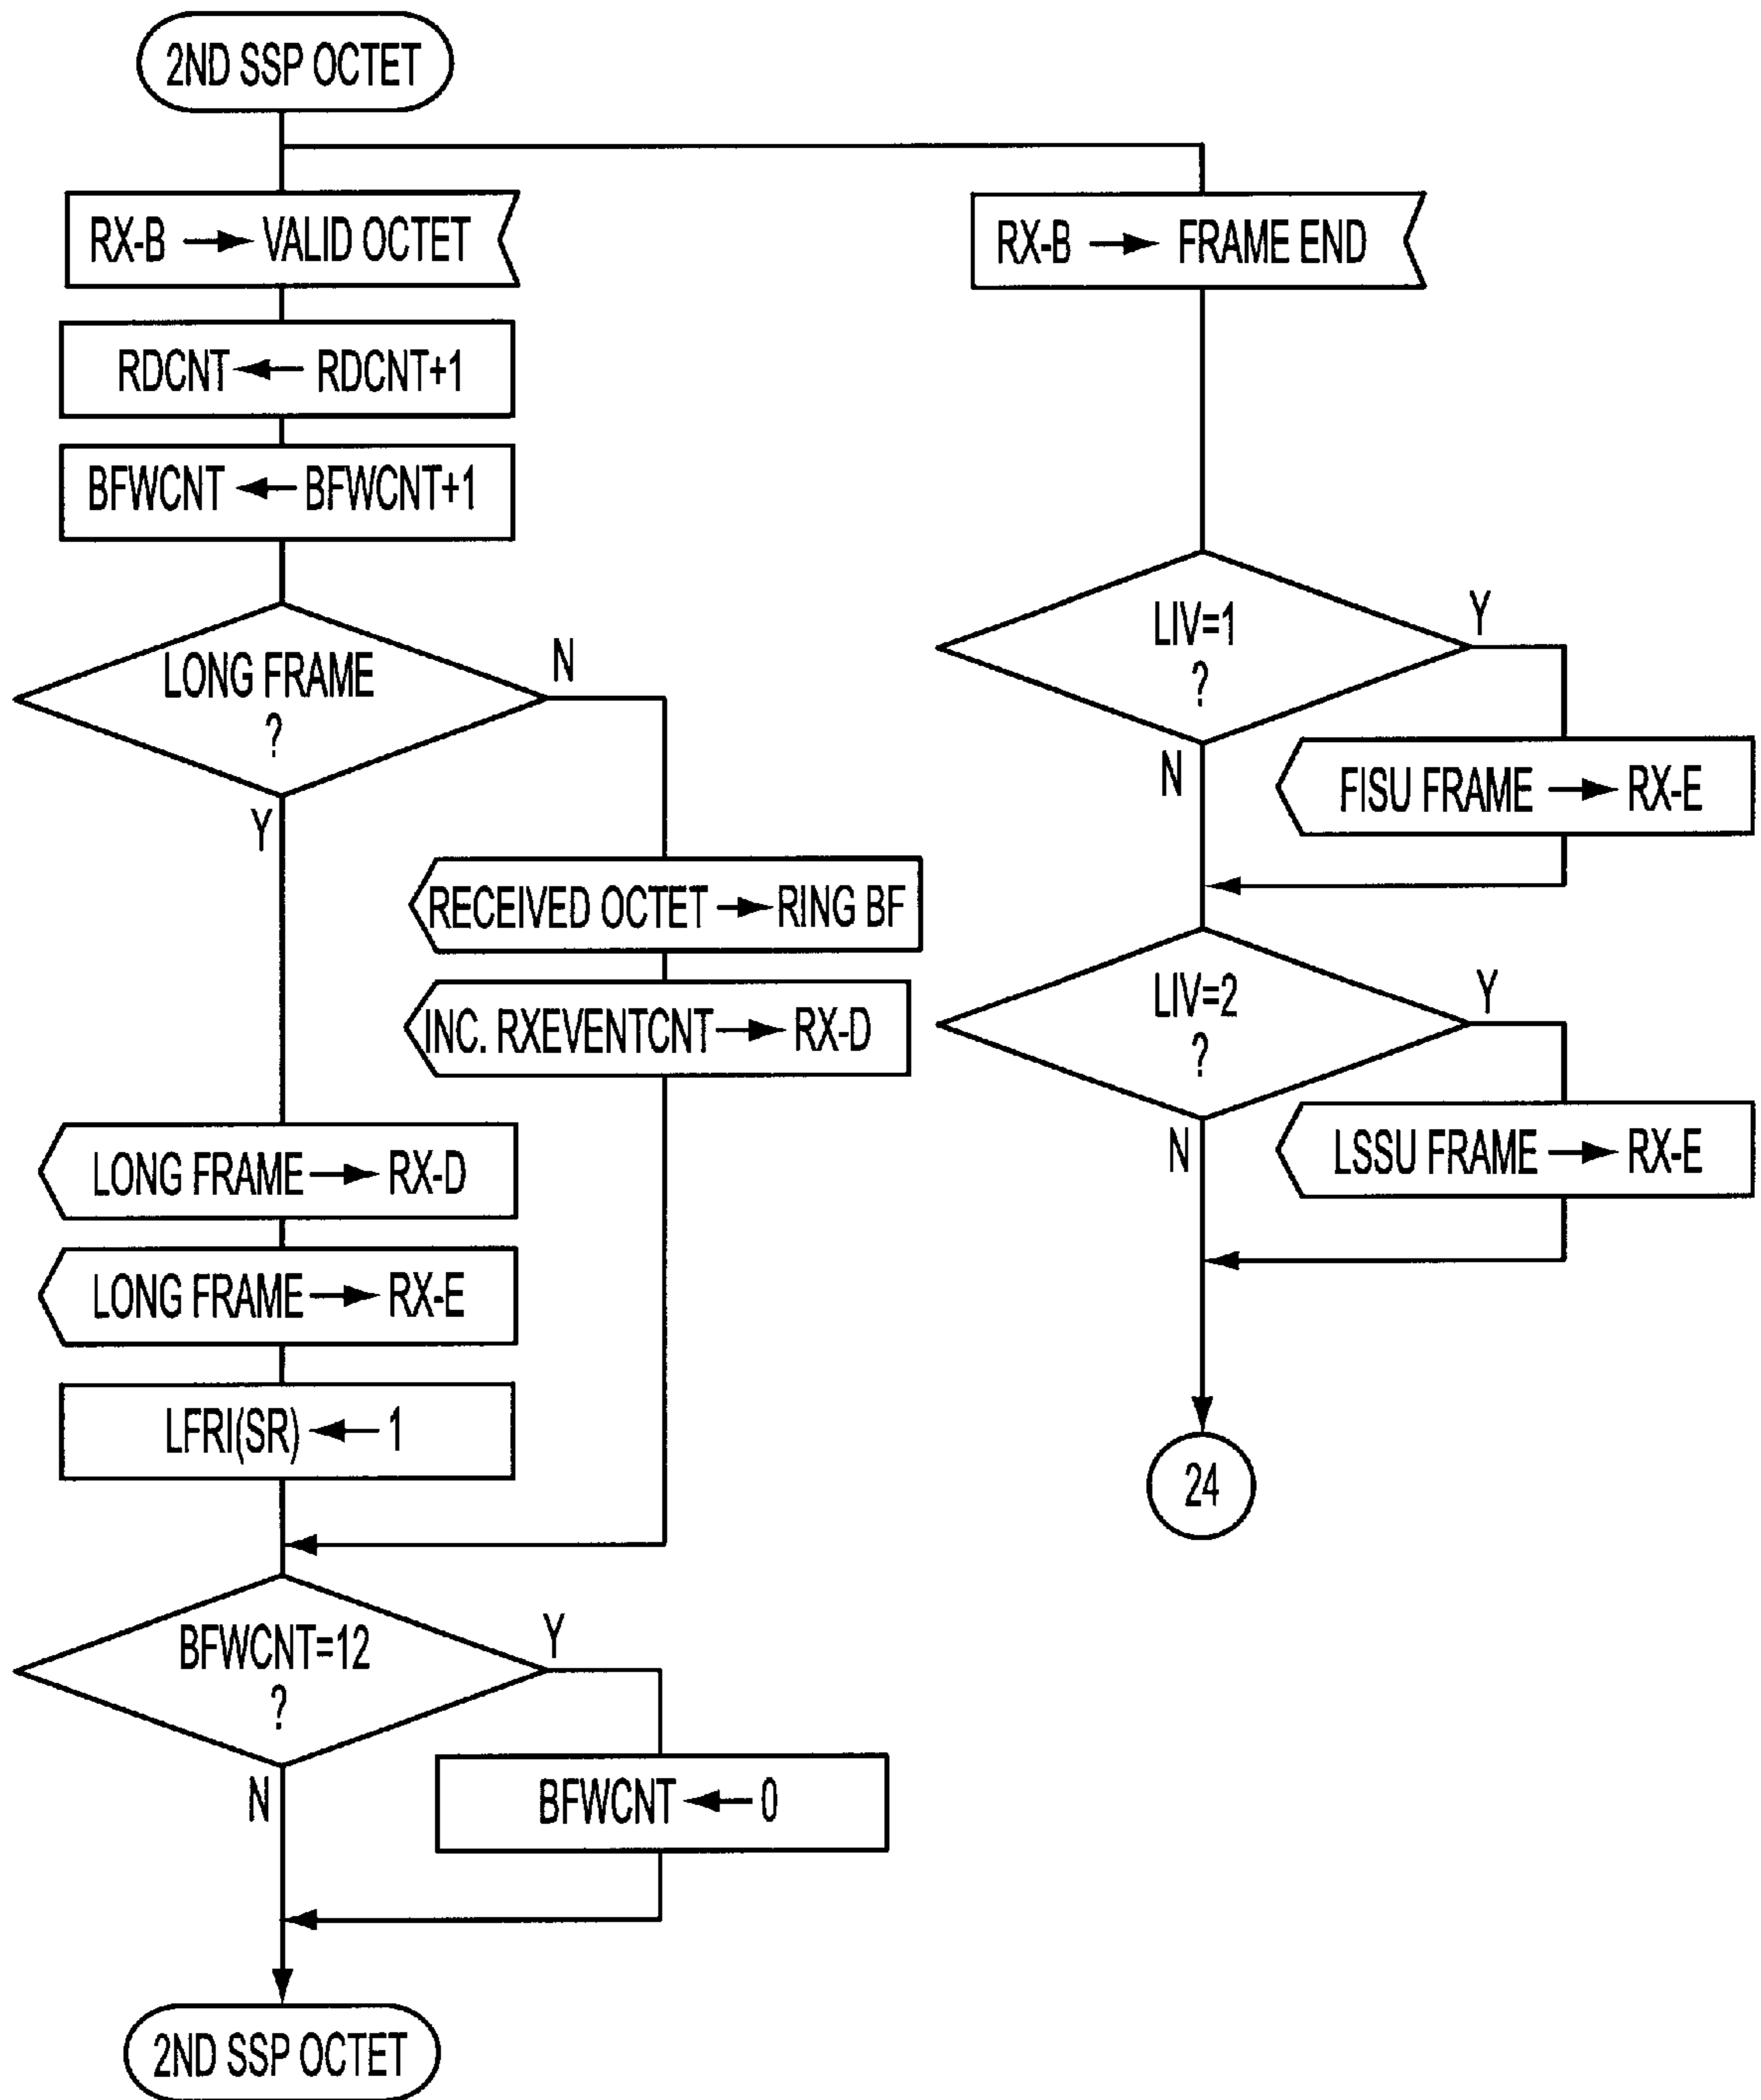 2ND SSP OCTET
RX-B → VALID OCTET
RDCNT ← RDCNT+1
BFWCNT ← BFWCNT+1
LONG FRAME
?
N
Y
RECEIVED OCTET → RING BF
INC. RXEVENTCNT → RX-D
LONG FRAME → RX-D
LONG FRAME → RX-E
LFRI(SR) ← 1
BFWCNT=12
?
Y
N
BFWCNT ← 0
2ND SSP OCTET
RX-B → FRAME END
LIV=1
?
Y
N
FISU FRAME → RX-E
LIV=2
?
Y
N
LSSU FRAME → RX-E
24